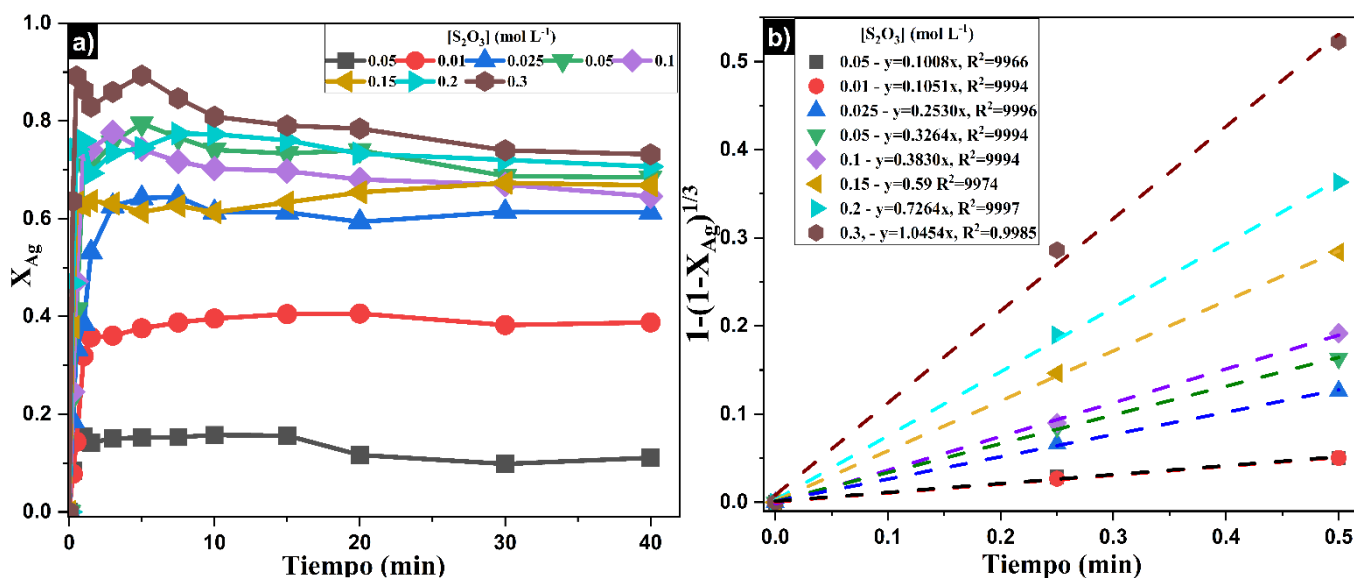 a)
[S₂O₃] (mol L⁻¹)
0.05 0.01 0.025 0.05 0.1
0.15 0.2 0.3
1.0
0.8
0.6
0.4
0.2
0.0
X_Ag
0 10 20 30 40
Tiempo (min)
b)
[S₂O₃] (mol L⁻¹)
0.05 - y=0.1008x, R²=9966
0.01 - y=0.1051x, R²=9994
0.025 - y=0.2530x, R²=9996
0.05 - y=0.3264x, R²=9994
0.1 - y=0.3830x, R²=9994
0.15 - y=0.59 R²=9974
0.2 - y=0.7264x, R²=9997
0.3, - y=1.0454x, R²=0.9985
0.5
0.4
0.3
0.2
0.1
0.0
1-(1-X_Ag)^1/3
0.0 0.1 0.2 0.3 0.4 0.5
Tiempo (min)